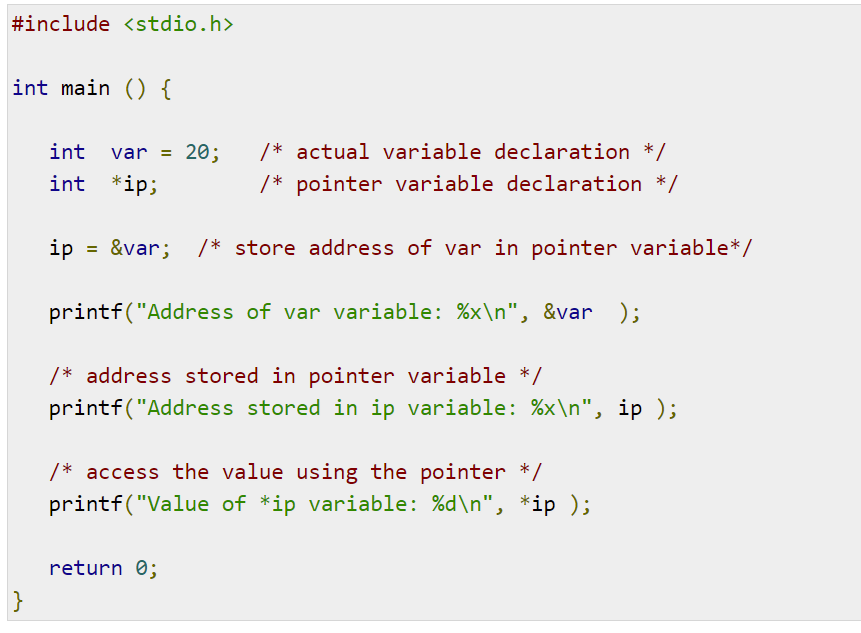 #include <stdio.h>
int main () {
int  var = 20;   /* actual variable declaration */
int  *ip;        /* pointer variable declaration */
ip = &var;  /* store address of var in pointer variable*/
printf("Address of var variable: %x\n", &var  );
/* address stored in pointer variable */
printf("Address stored in ip variable: %x\n", ip );
/* access the value using the pointer */
printf("Value of *ip variable: %d\n", *ip );
return 0;
}